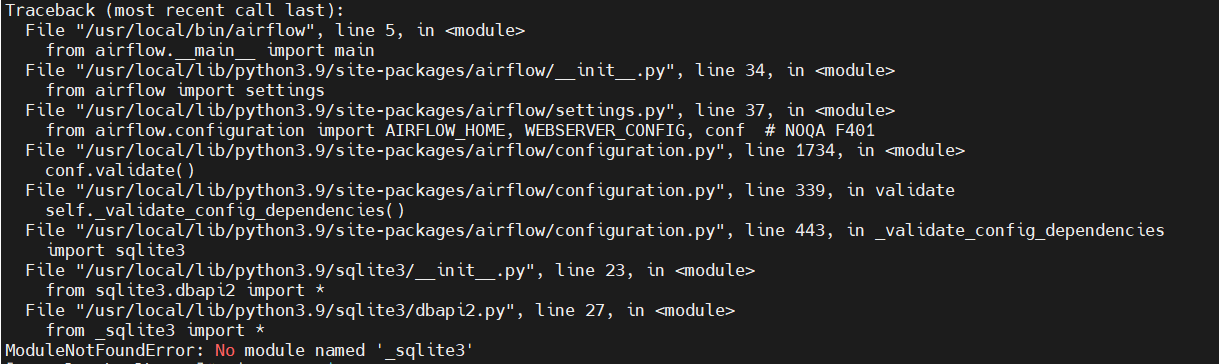 Traceback (most recent call last):
  File "/usr/local/bin/airflow", line 5, in <module>
    from airflow.__main__ import main
  File "/usr/local/lib/python3.9/site-packages/airflow/__init__.py", line 34, in <module>
    from airflow import settings
  File "/usr/local/lib/python3.9/site-packages/airflow/settings.py", line 37, in <module>
    from airflow.configuration import AIRFLOW_HOME, WEBSERVER_CONFIG, conf  # NOQA F401
  File "/usr/local/lib/python3.9/site-packages/airflow/configuration.py", line 1734, in <module>
    conf.validate()
  File "/usr/local/lib/python3.9/site-packages/airflow/configuration.py", line 339, in validate
    self._validate_config_dependencies()
  File "/usr/local/lib/python3.9/site-packages/airflow/configuration.py", line 443, in _validate_config_dependencies
    import sqlite3
  File "/usr/local/lib/python3.9/sqlite3/__init__.py", line 23, in <module>
    from sqlite3.dbapi2 import *
  File "/usr/local/lib/python3.9/sqlite3/dbapi2.py", line 27, in <module>
    from _sqlite3 import *
ModuleNotFoundError: No module named '_sqlite3'